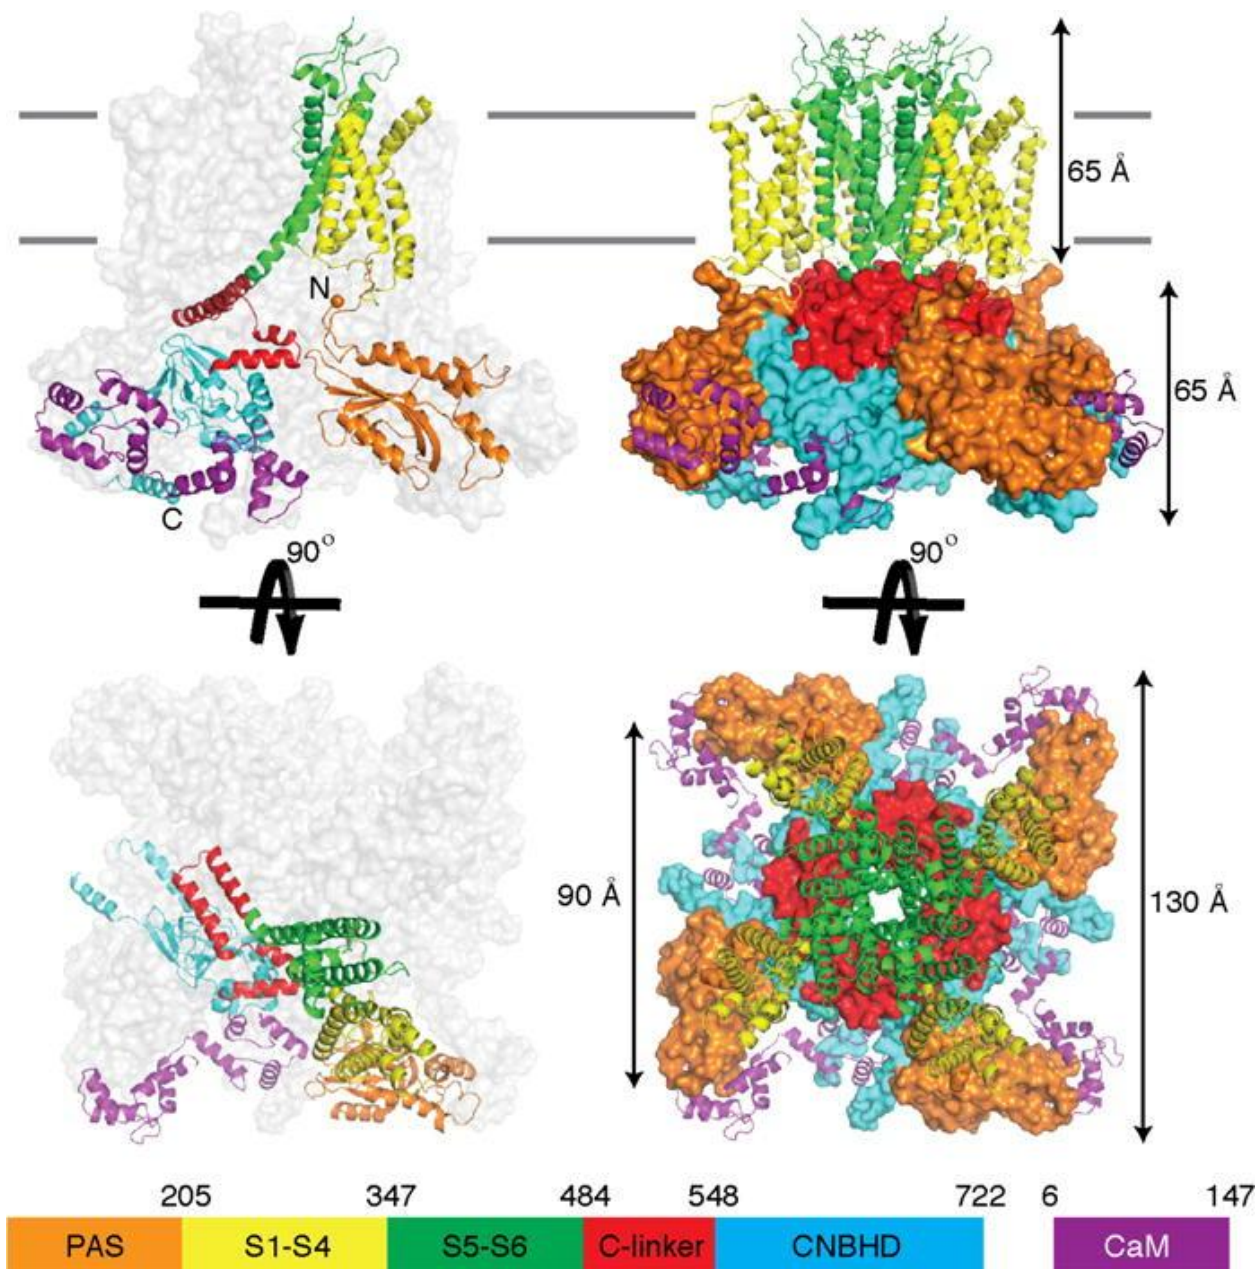 65 Å
N
65 Å
C
90°
90°
90 Å
130 Å
205 347 484 548 722 6 147
PAS S1-S4 S5-S6 C-linker CNBHD CaM